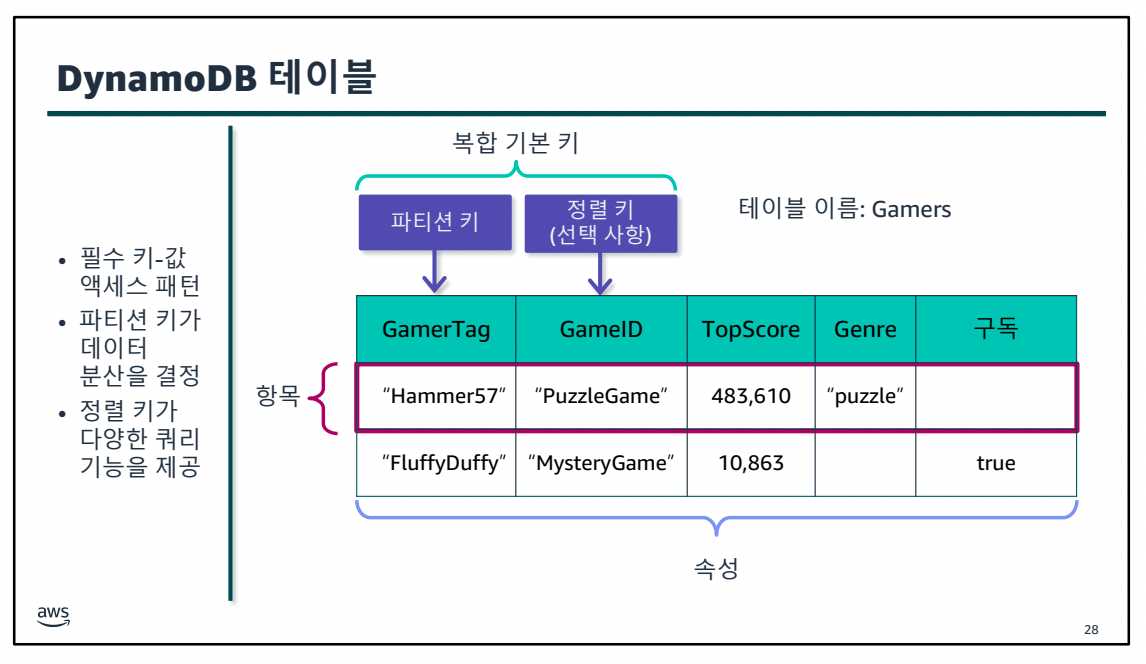 DynamoDB 테이블
• 필수 키-값
액세스 패턴
• 파티션 키가
데이터
분산을 결정
• 정렬 키가
다양한 쿼리
기능을 제공
복합 기본 키
파티션 키
정렬 키
(선택 사항)
테이블 이름: Gamers
GamerTag GameID TopScore Genre 구독
항목
“Hammer57” “PuzzleGame” 483,610 “puzzle”
“FluffyDuffy” “MysteryGame” 10,863 true
속성
aws
28